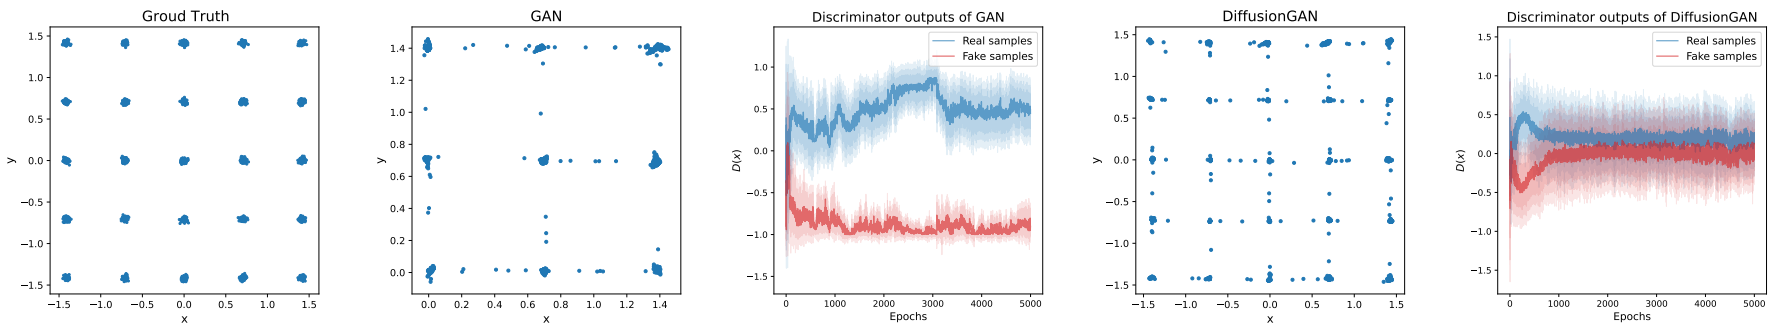 Groud Truth
1.5
1.0
0.5
0.0
−0.5
−1.0
−1.5
y
−1.5 −1.0 −0.5 0.0 0.5 1.0 1.5
x
GAN
1.4
1.2
1.0
0.8
0.6
0.4
0.2
0.0
y
0.0 0.2 0.4 0.6 0.8 1.0 1.2 1.4
x
Discriminator outputs of GAN
Real samples
Fake samples
1.0
0.5
0.0
−0.5
−1.0
−1.5
D(x)
0 1000 2000 3000 4000 5000
Epochs
DiffusionGAN
1.5
1.0
0.5
0.0
−0.5
−1.0
−1.5
y
−1.5 −1.0 −0.5 0.0 0.5 1.0 1.5
x
Discriminator outputs of DiffusionGAN
Real samples
Fake samples
1.5
1.0
0.5
0.0
−0.5
−1.0
−1.5
D(x)
0 1000 2000 3000 4000 5000
Epochs